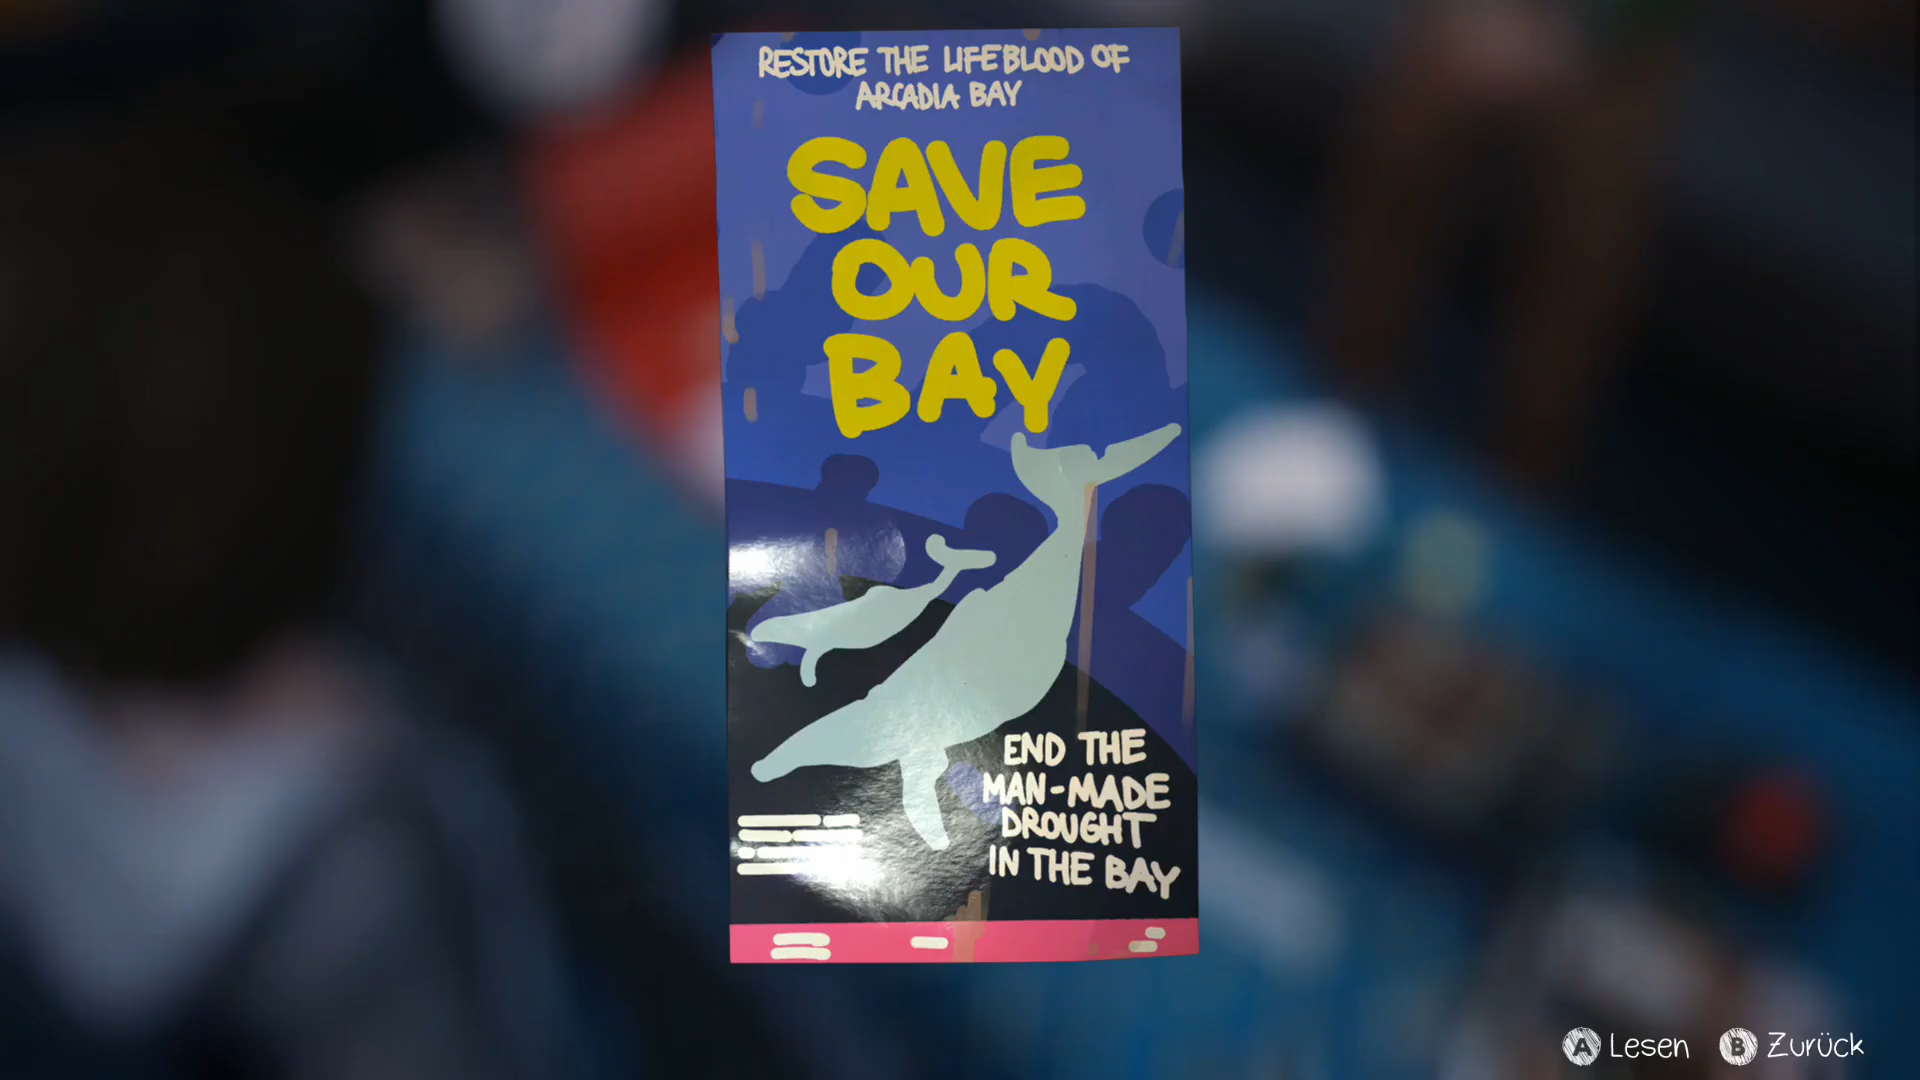 RESTORE THE LIFEBLOOD OF
ARCADIA BAY
SAVE
OUR
BAY
END THE
MAN-MADE
DROUGHT
IN THE BAY
A Lesen B Zurück